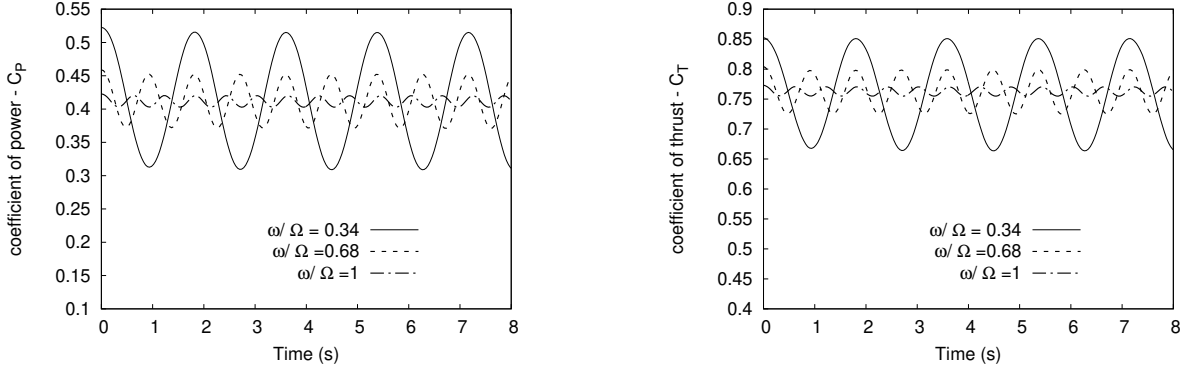 0.55
0.5
0.45
0.4
0.35
0.3
0.25
0.2
0.15
0.1
coefficient of power - C_P
ω/ Ω = 0.34
ω/ Ω =0.68
ω/ Ω =1
0 1 2 3 4 5 6 7 8
Time (s)
0.9
0.85
0.8
0.75
0.7
0.65
0.6
0.55
0.5
0.45
0.4
coefficient of thrust - C_T
ω/ Ω = 0.34
ω/ Ω =0.68
ω/ Ω =1
0 1 2 3 4 5 6 7 8
Time (s)